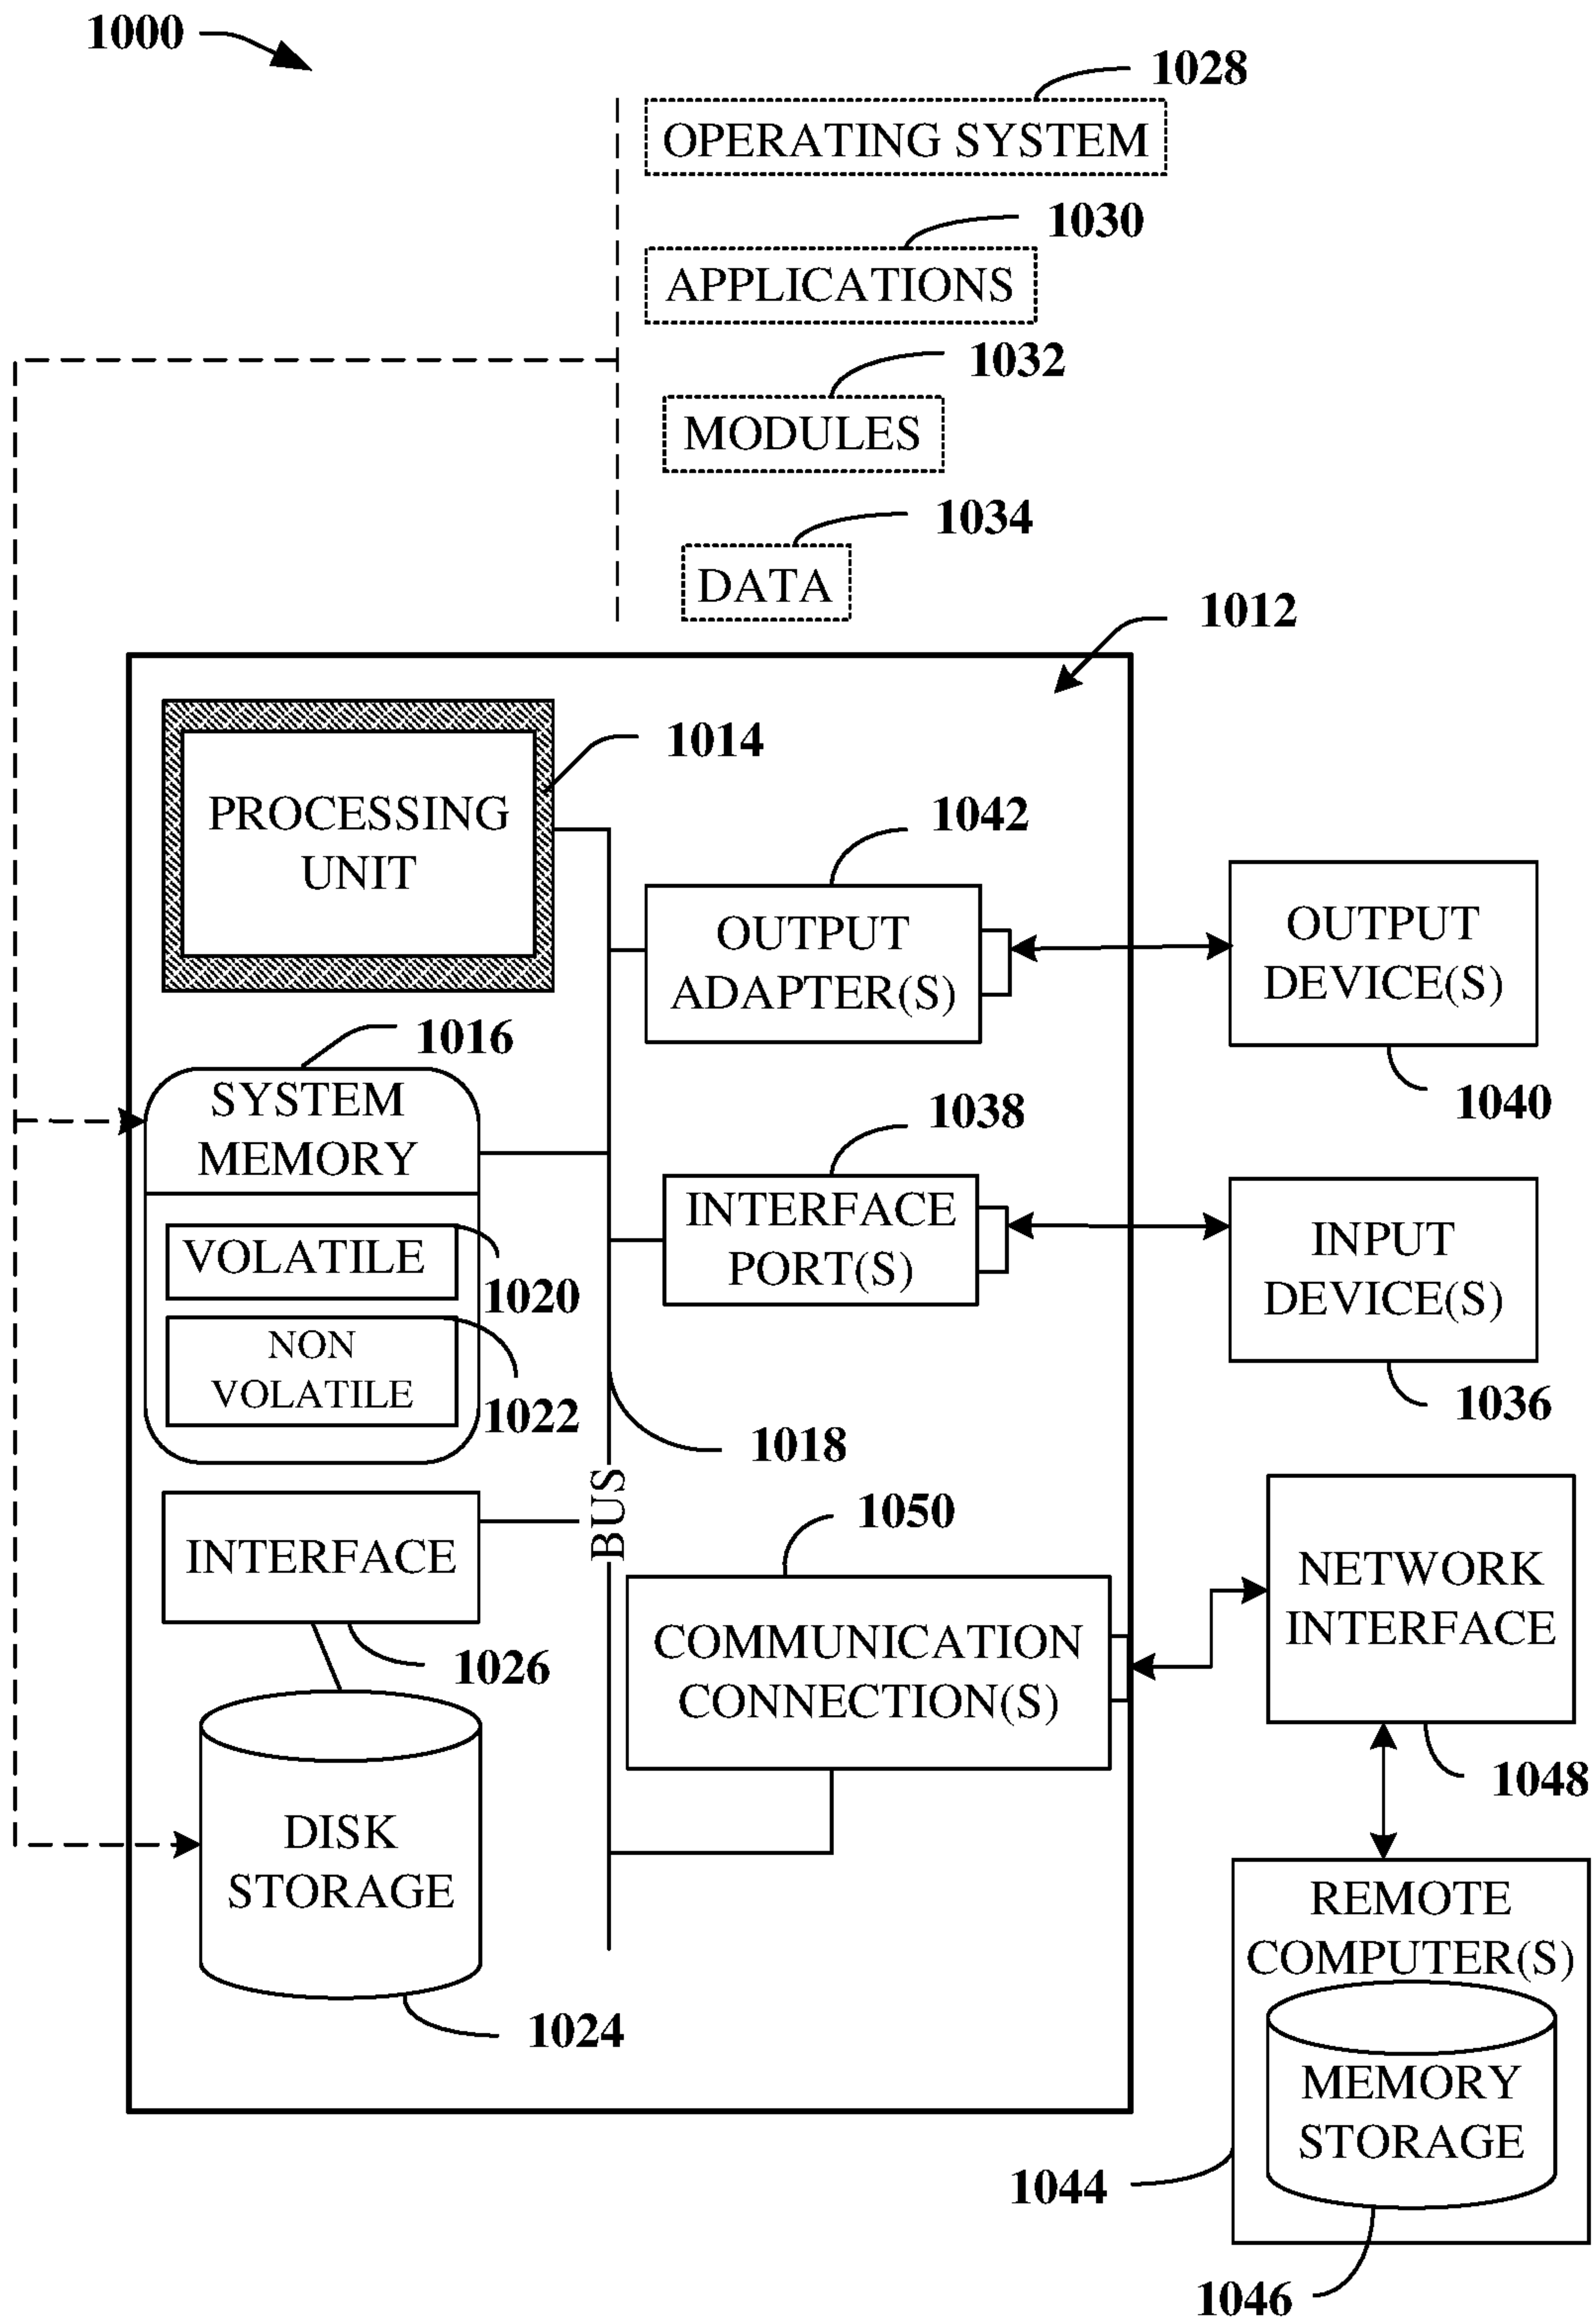 1000
1028
OPERATING SYSTEM
1030
APPLICATIONS
1032
MODULES
1034
DATA
1012
1014
PROCESSING
UNIT
1042
OUTPUT
ADAPTER(S)
OUTPUT
DEVICE(S)
1040
1016
SYSTEM
MEMORY
1038
INTERFACE
PORT(S)
INPUT
DEVICE(S)
1036
VOLATILE
1020
NON
VOLATILE
1022
1018
BUS
INTERFACE
1026
1050
COMMUNICATION
CONNECTION(S)
NETWORK
INTERFACE
1048
DISK
STORAGE
1024
REMOTE
COMPUTER(S)
MEMORY
STORAGE
1044
1046